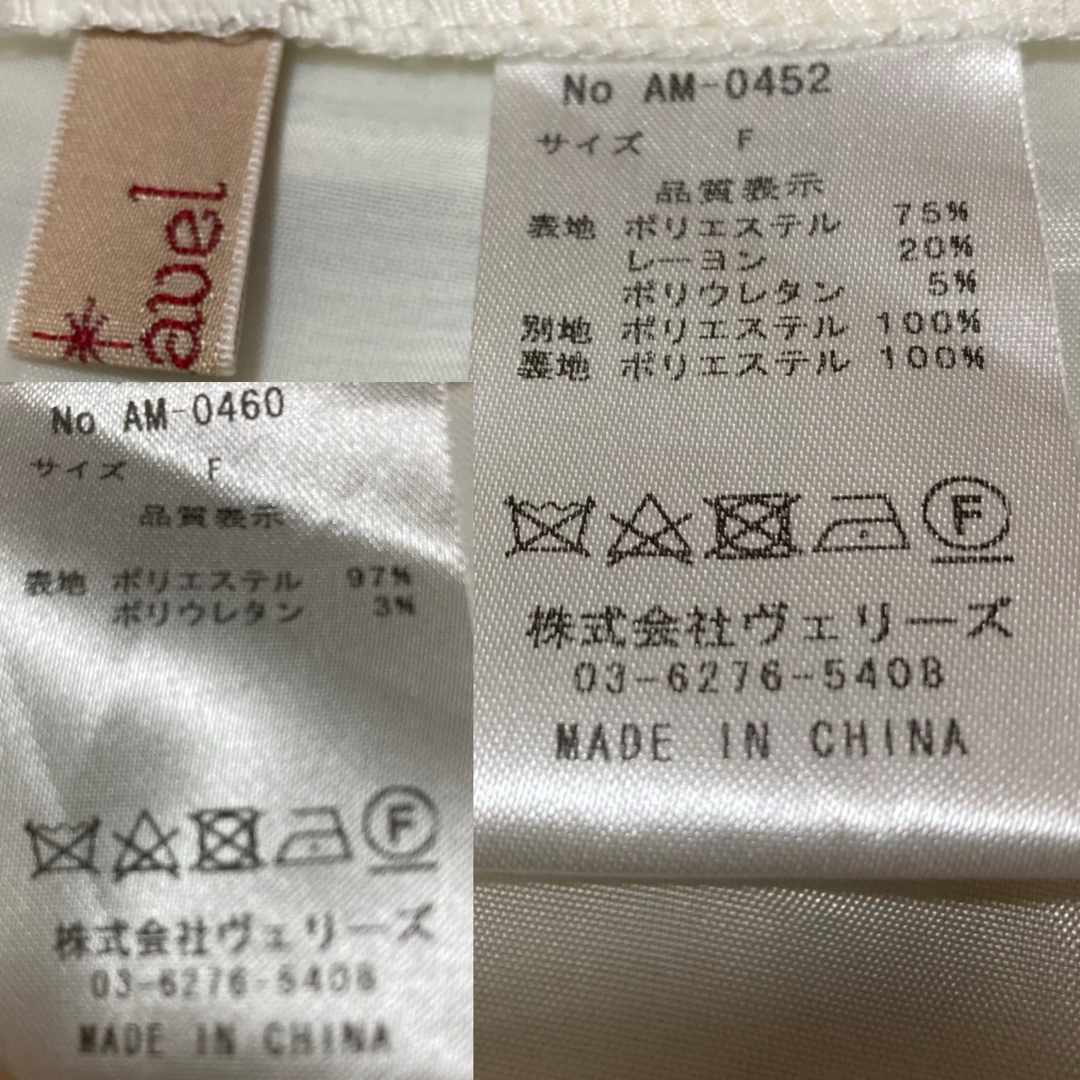 avel
No AM-0452
サイズ F
品質表示
表地 ポリエステル 75%
レーヨン 20%
ポリウレタン 5%
別地 ポリエステル 100%
裏地 ポリエステル 100%
F
株式会社ヴェリーズ
03-6276-5408
MADE IN CHINA
No AM-0460
サイズ F
品質表示
表地 ポリエステル 97%
ポリウレタン 3%
F
株式会社ヴェリーズ
03-6276-5408
MADE IN CHINA